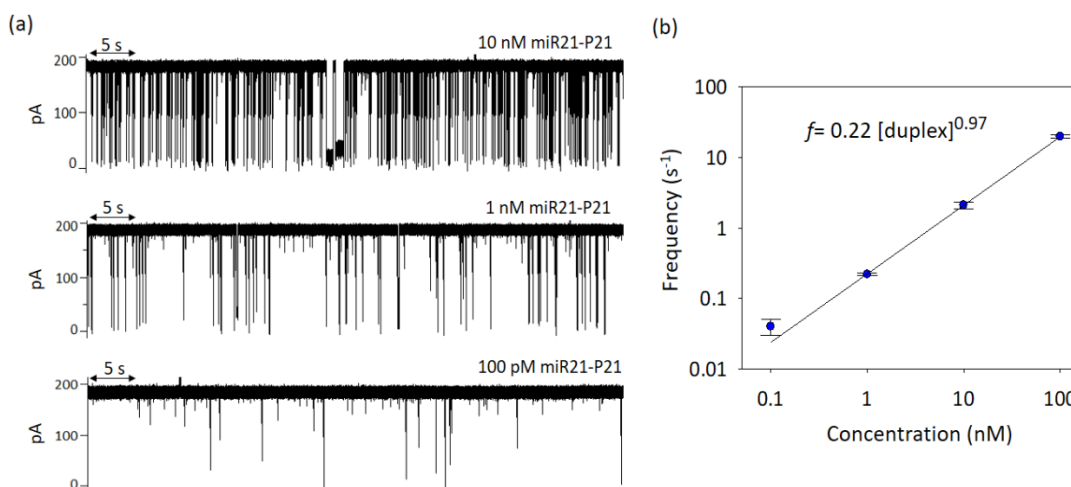 (a)
5 s
10 nM miR21-P21
200
100
0
pA
5 s
1 nM miR21-P21
200
100
0
pA
5 s
100 pM miR21-P21
200
100
0
pA
(b)
f= 0.22 [duplex]0.97
Frequency (s-1)
100
10
1
0.1
0.01
0.1 1 10 100
Concentration (nM)